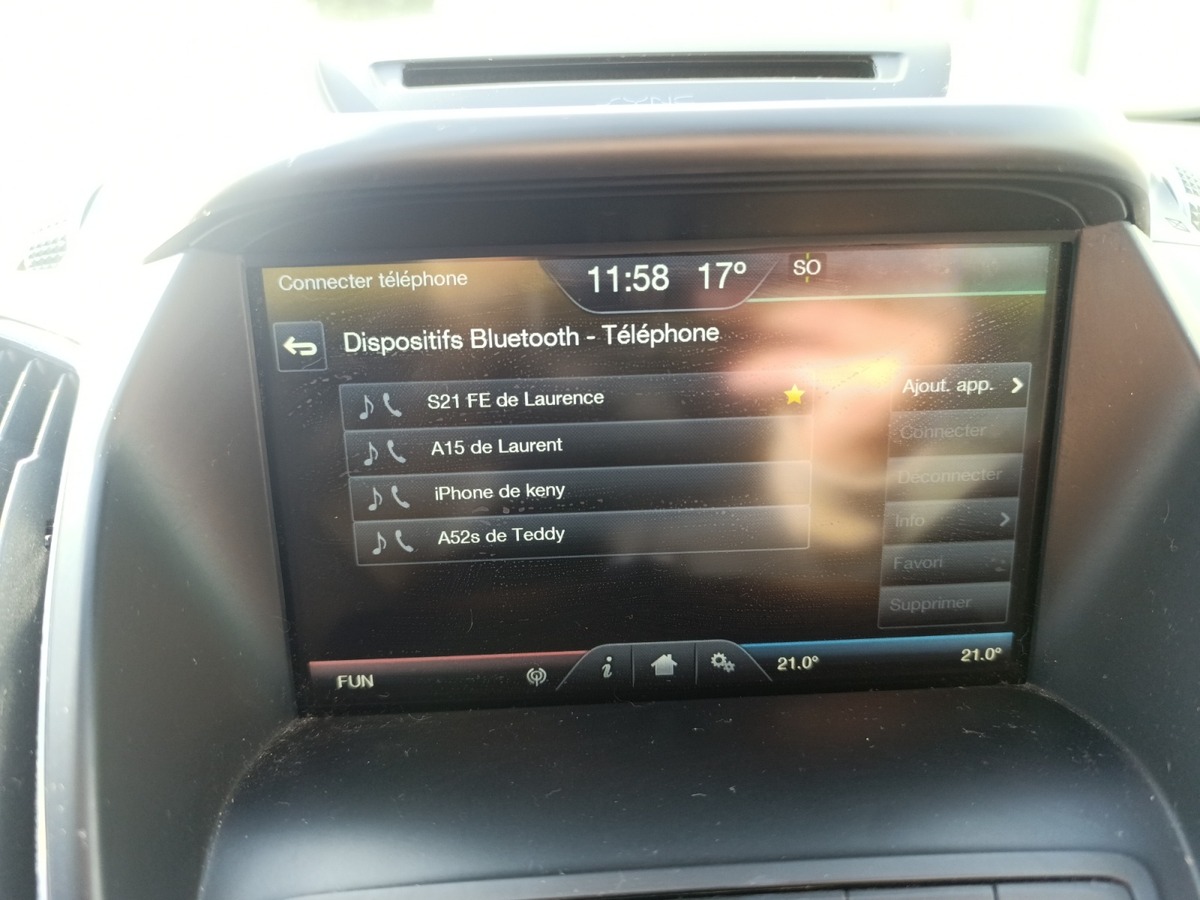 SYNC
Connecter téléphone
11:58 17°
SO
Dispositifs Bluetooth - Téléphone
S21 FE de Laurence
A15 de Laurent
iPhone de keny
A52s de Teddy
Ajout. app.
Connecter
Déconnecter
Info
Favori
Supprimer
FUN
21.0°
21.0°